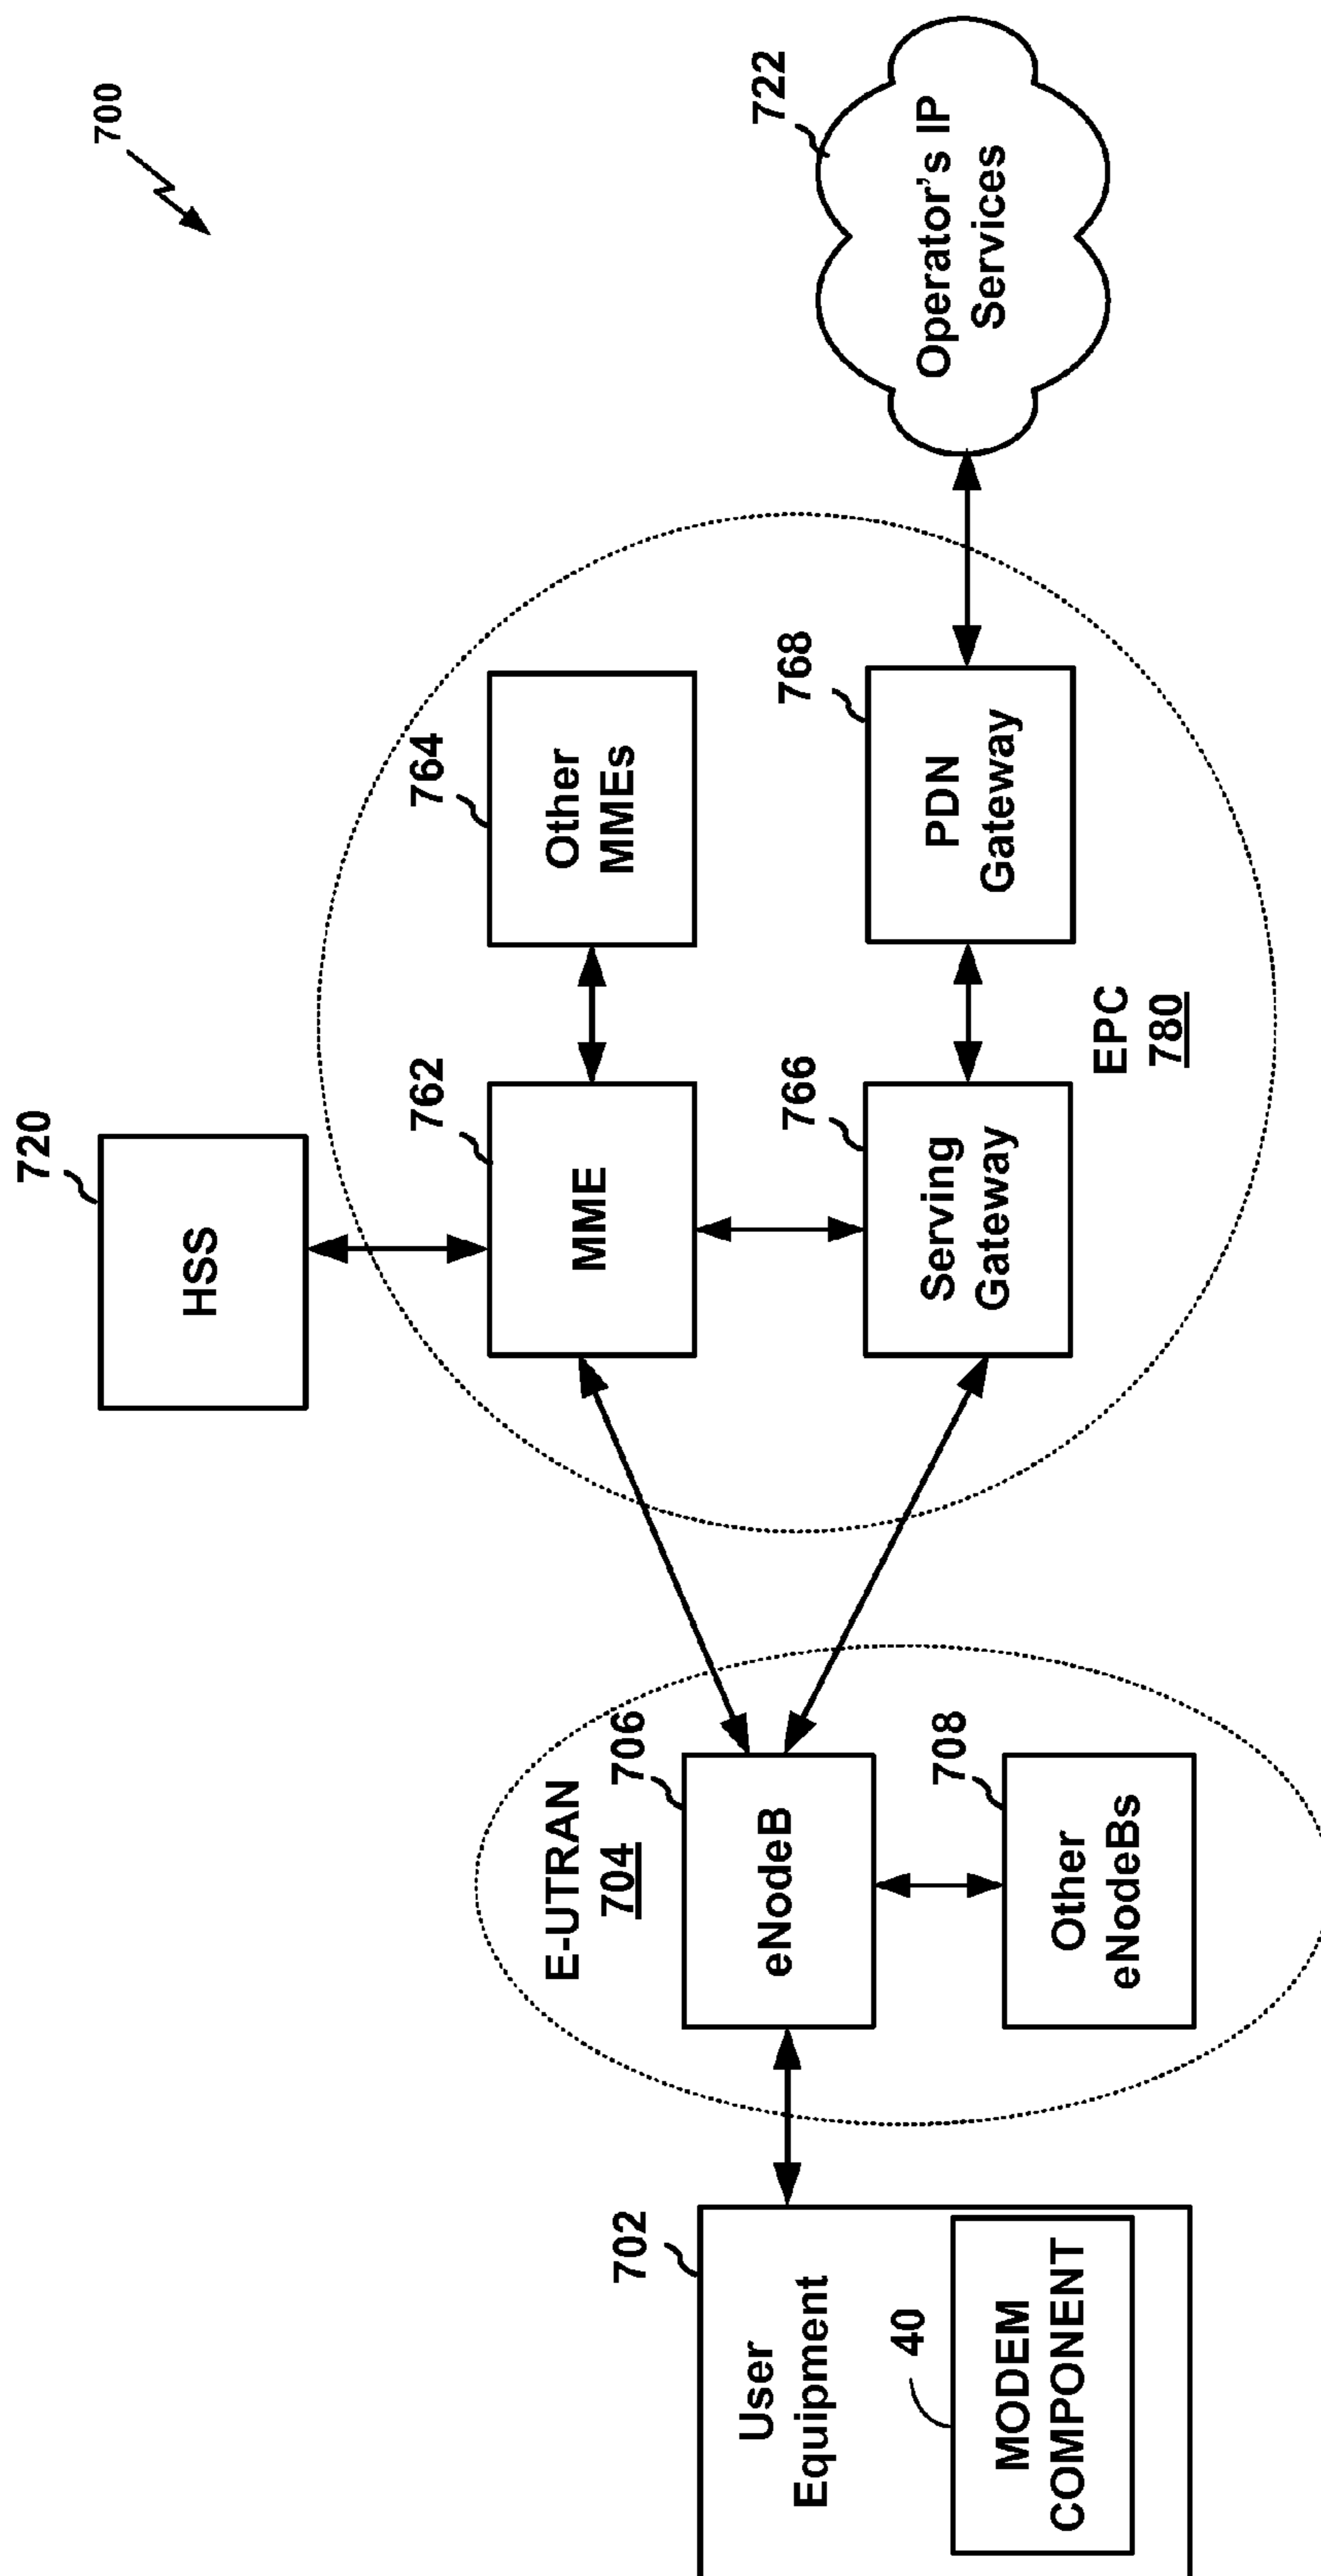 700
720
HSS
702
User
Equipment
40
MODEM
COMPONENT
E-UTRAN
704
706
eNodeB
708
Other
eNodeBs
762
MME
764
Other
MMEs
766
Serving
Gateway
768
PDN
Gateway
EPC
780
722
Operator's IP
Services